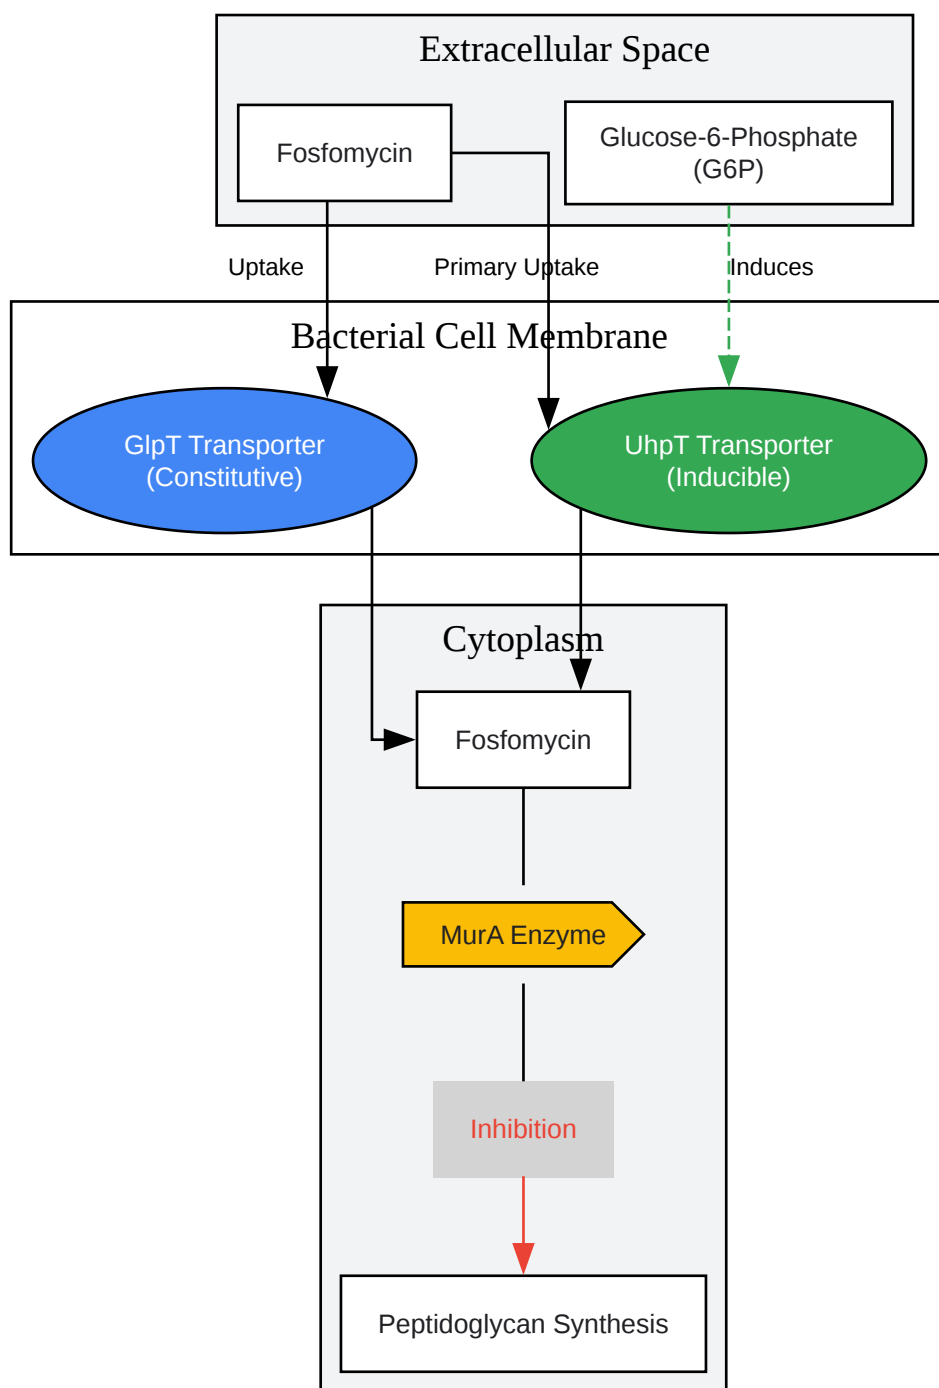 Extracellular Space
Fosfomycin
Glucose-6-Phosphate
(G6P)
Uptake
Primary Uptake
Induces
Bacterial Cell Membrane
GlpT Transporter
(Constitutive)
UhpT Transporter
(Inducible)
Cytoplasm
Fosfomycin
MurA Enzyme
Inhibition
Peptidoglycan Synthesis